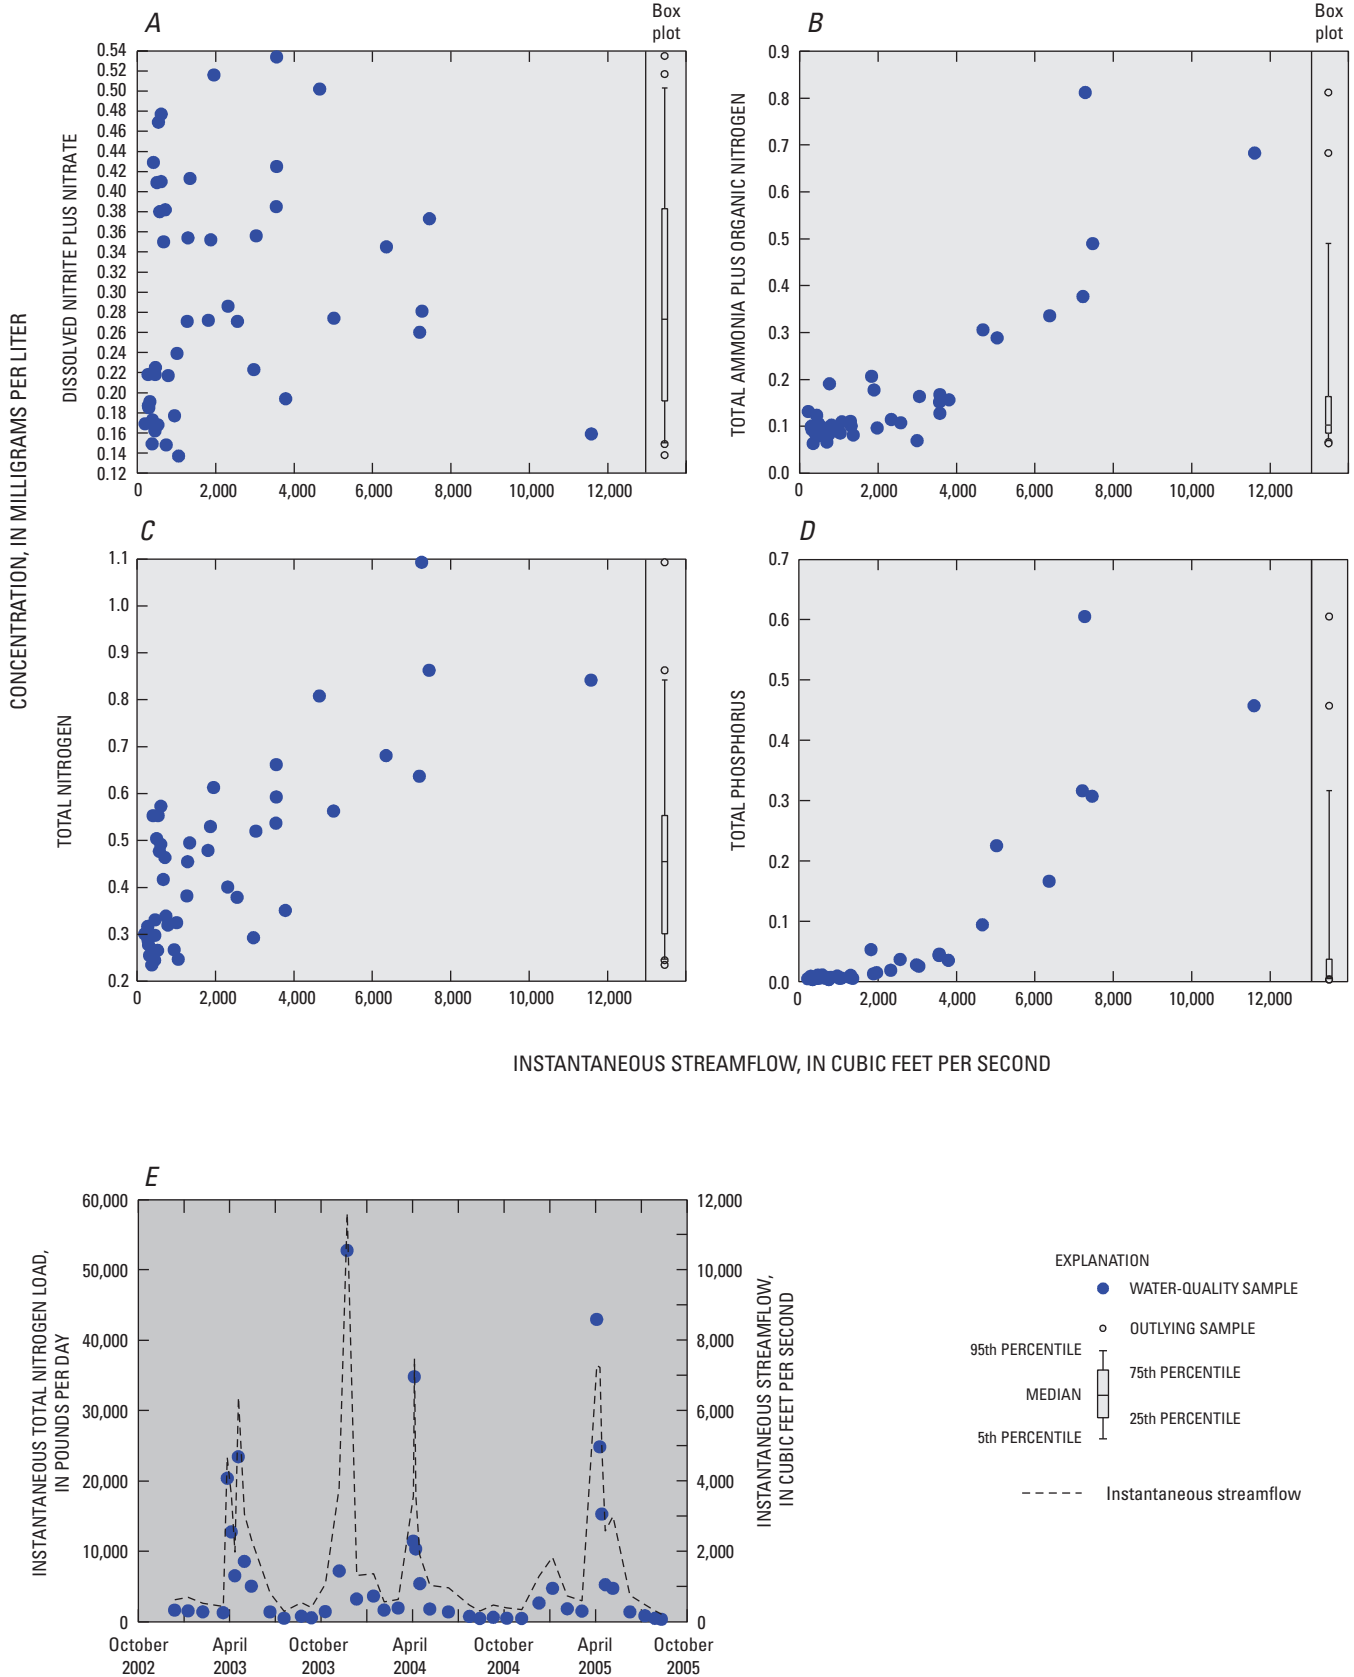 A
Box
plot
B
Box
plot
CONCENTRATION, IN MILLIGRAMS PER LITER
DISSOLVED NITRITE PLUS NITRATE
0.54
0.52
0.50
0.48
0.46
0.44
0.42
0.40
0.38
0.36
0.34
0.32
0.30
0.28
0.26
0.24
0.22
0.20
0.18
0.16
0.14
0.12
0
2,000
4,000
6,000
8,000
10,000
12,000
TOTAL AMMONIA PLUS ORGANIC NITROGEN
0.9
0.8
0.7
0.6
0.5
0.4
0.3
0.2
0.1
0.0
0
2,000
4,000
6,000
8,000
10,000
12,000
C
TOTAL NITROGEN
1.1
1.0
0.9
0.8
0.7
0.6
0.5
0.4
0.3
0.2
0
2,000
4,000
6,000
8,000
10,000
12,000
D
TOTAL PHOSPHORUS
0.7
0.6
0.5
0.4
0.3
0.2
0.1
0.0
0
2,000
4,000
6,000
8,000
10,000
12,000
INSTANTANEOUS STREAMFLOW, IN CUBIC FEET PER SECOND
E
INSTANTANEOUS TOTAL NITROGEN LOAD,
IN POUNDS PER DAY
60,000
50,000
40,000
30,000
20,000
10,000
0
12,000
10,000
8,000
6,000
4,000
2,000
0
INSTANTANEOUS STREAMFLOW,
IN CUBIC FEET PER SECOND
October
2002
April
2003
October
2003
April
2004
October
2004
April
2005
October
2005
EXPLANATION
WATER-QUALITY SAMPLE
OUTLYING SAMPLE
95th PERCENTILE
75th PERCENTILE
MEDIAN
25th PERCENTILE
5th PERCENTILE
Instantaneous streamflow